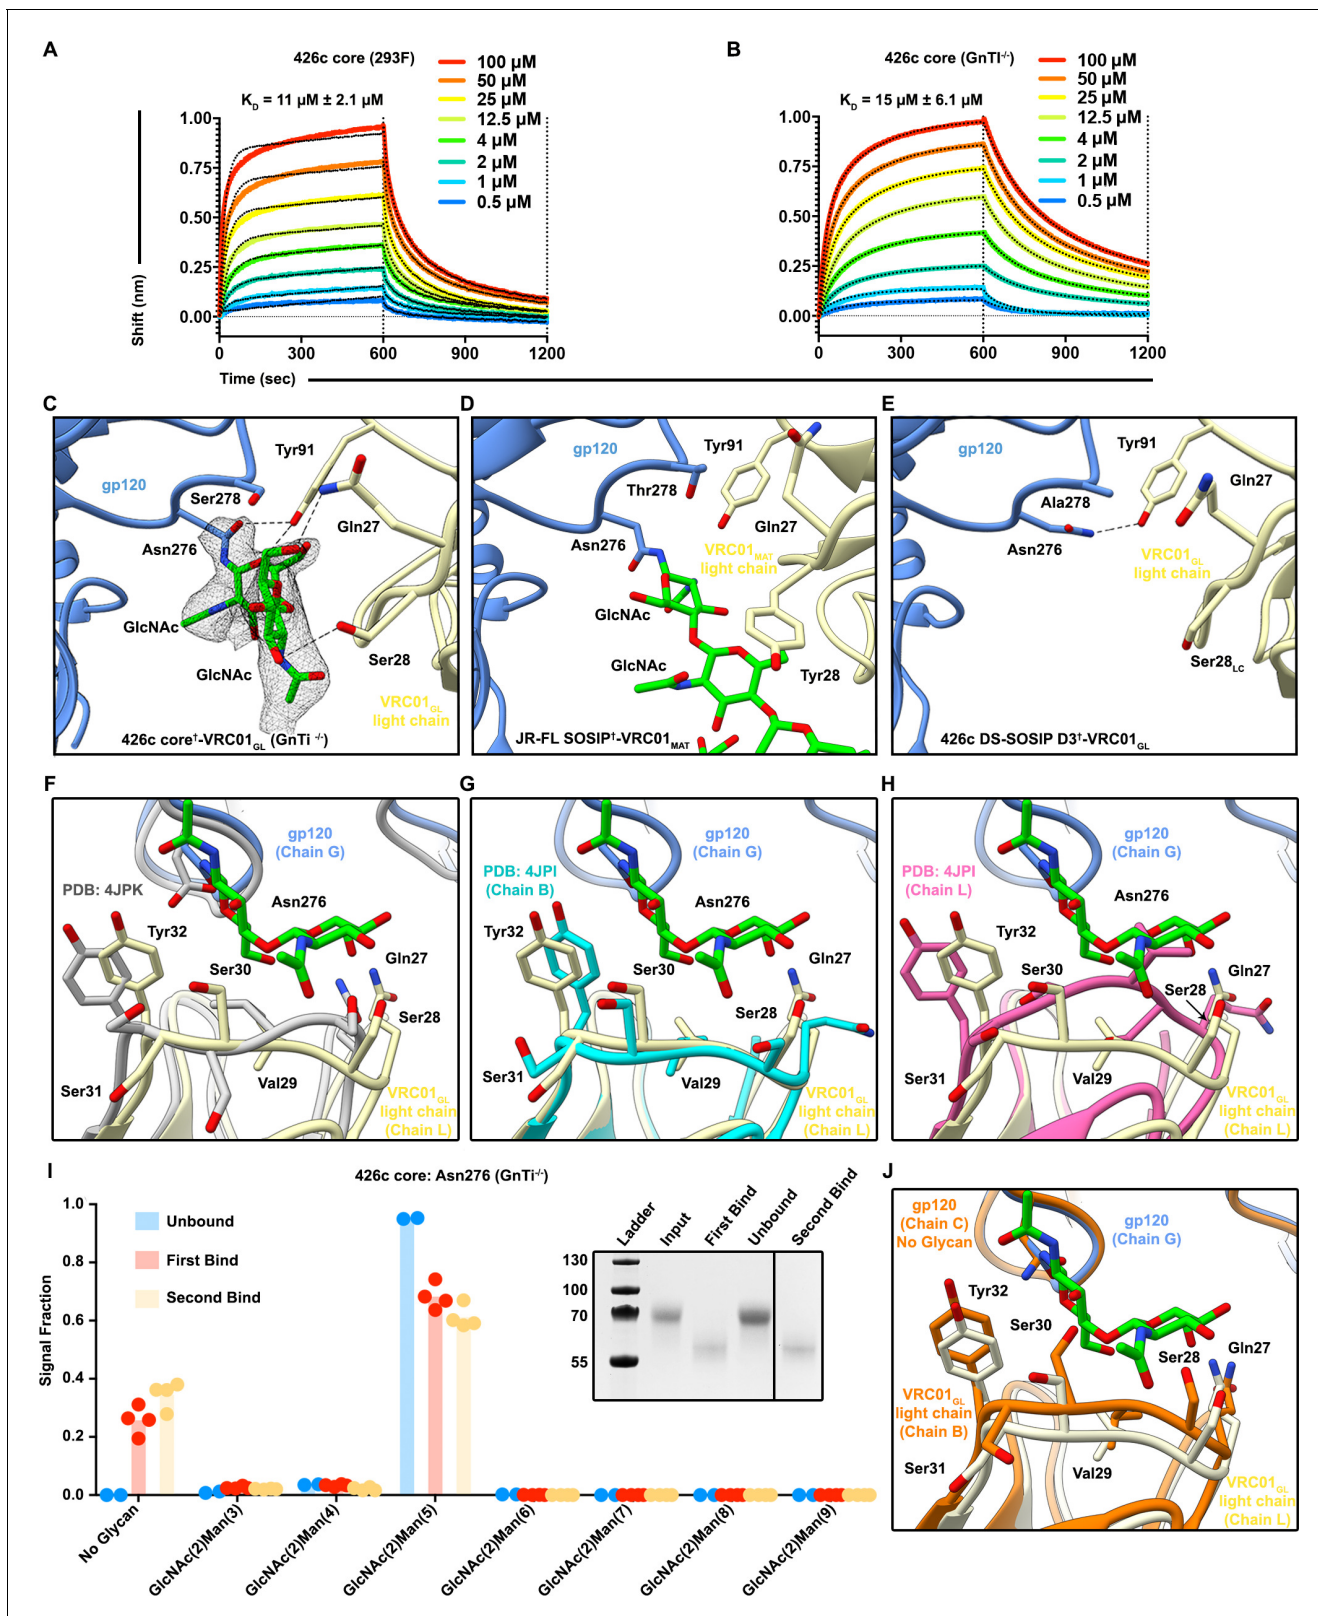 A
426c core (293F)
K_D = 11 µM ± 2.1 µM
100 µM
50 µM
25 µM
12.5 µM
4 µM
2 µM
1 µM
0.5 µM
1.00
0.75
0.50
0.25
0.00
Shift (nm)
0 300 600 900 1200
Time (sec)
B
426c core (GnTI-/-)
K_D = 15 µM ± 6.1 µM
100 µM
50 µM
25 µM
12.5 µM
4 µM
2 µM
1 µM
0.5 µM
1.00
0.75
0.50
0.25
0.00
0 300 600 900 1200
C
gp120
Tyr91
Ser278
Gln27
Asn276
GlcNAc
GlcNAc
Ser28
VRC01GL
light chain
426c core†-VRC01GL (GnTi -/-)
D
gp120
Tyr91
Thr278
Gln27
Asn276
VRC01MAT
light chain
GlcNAc
GlcNAc
Tyr28
JR-FL SOSIP†-VRC01MAT
E
gp120
Tyr91
Gln27
Ala278
Asn276
VRC01GL
light chain
Ser28LC
426c DS-SOSIP D3†-VRC01GL
F
gp120
(Chain G)
PDB: 4JPK
Asn276
Tyr32
Ser30
Gln27
Ser28
Ser31
Val29
VRC01GL
light chain
(Chain L)
G
gp120
(Chain G)
PDB: 4JPI
(Chain B)
Asn276
Tyr32
Ser30
Gln27
Ser28
Ser31
Val29
VRC01GL
light chain
(Chain L)
H
gp120
(Chain G)
PDB: 4JPI
(Chain L)
Asn276
Tyr32
Ser30
Gln27
Ser28
Ser31
Val29
VRC01GL
light chain
(Chain L)
I
426c core: Asn276 (GnTi-/-)
Signal Fraction
1.0
0.8
0.6
0.4
0.2
0.0
Unbound
First Bind
Second Bind
Ladder
Input
First Bind
Unbound
Second Bind
130
100
70
55
No Glycan
GlcNAc(2)Man(3)
GlcNAc(2)Man(4)
GlcNAc(2)Man(5)
GlcNAc(2)Man(6)
GlcNAc(2)Man(7)
GlcNAc(2)Man(8)
GlcNAc(2)Man(9)
J
gp120
(Chain C)
No Glycan
gp120
(Chain G)
Tyr32
Ser30
Ser28
Gln27
VRC01GL
light chain
(Chain B)
Ser31
Val29
VRC01GL
light chain
(Chain L)